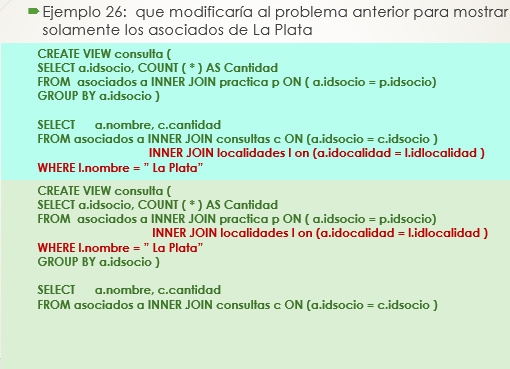 Ejemplo 26: que modificaría al problema anterior para mostrar
solamente los asociados de La Plata
CREATE VIEW consulta (
SELECT a.idsocio, COUNT ( * ) AS Cantidad
FROM asociados a INNER JOIN practica p ON ( a.idsocio = p.idsocio)
GROUP BY a.idsocio )
SELECT a.nombre, c.cantidad
FROM asociados a INNER JOIN consultas c ON (a.idsocio = c.idsocio )
INNER JOIN localidades l on (a.idocalidad = l.idlocalidad )
WHERE l.nombre = " La Plata"
CREATE VIEW consulta (
SELECT a.idsocio, COUNT ( * ) AS Cantidad
FROM asociados a INNER JOIN practica p ON ( a.idsocio = p.idsocio)
INNER JOIN localidades l on (a.idocalidad = l.idlocalidad )
WHERE l.nombre = " La Plata"
GROUP BY a.idsocio )
SELECT a.nombre, c.cantidad
FROM asociados a INNER JOIN consultas c ON (a.idsocio = c.idsocio )